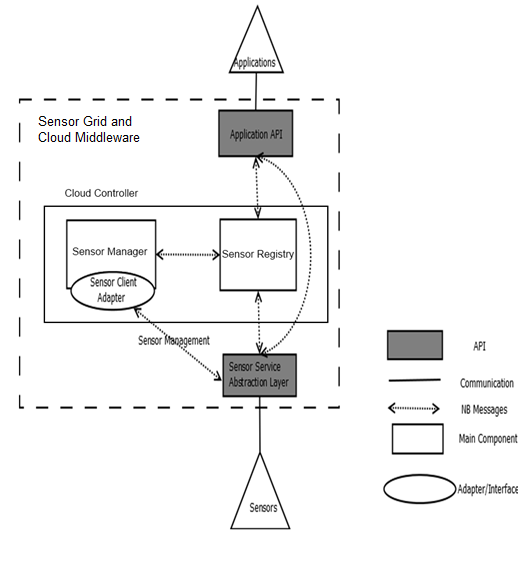 Applications
Sensor Grid and
Cloud Middleware
Application API
Cloud Controller
Sensor Manager
Sensor Registry
Sensor Client
Adapter
Sensor Management
Sensor Service
Abstraction Layer
Sensors
API
Communication
NB Messages
Main Component
Adapter/Interface